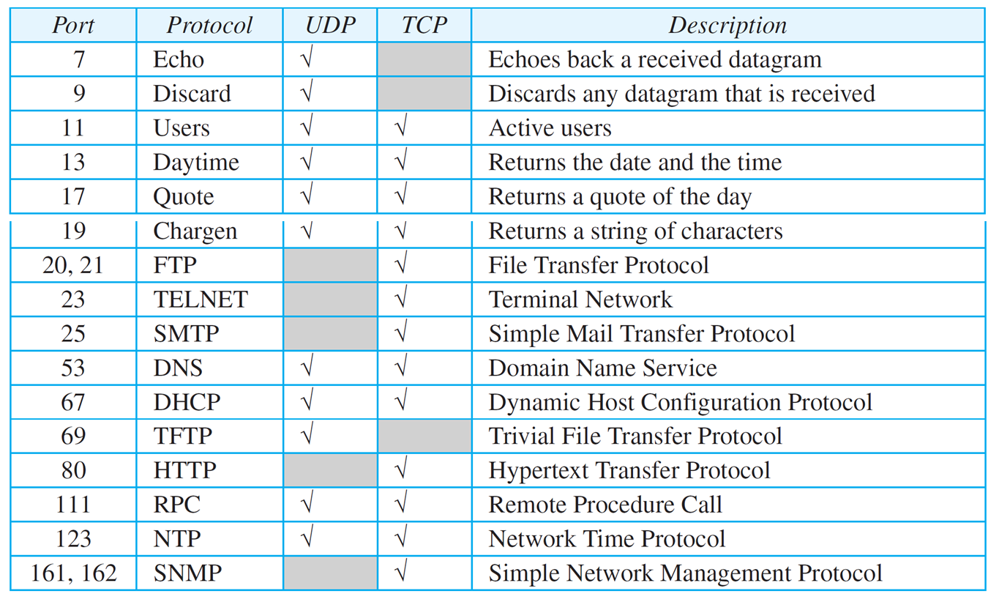 Port Protocol UDP TCP Description
7 Echo √ Echoes back a received datagram
9 Discard √ Discards any datagram that is received
11 Users √ √ Active users
13 Daytime √ √ Returns the date and the time
17 Quote √ √ Returns a quote of the day
19 Chargen √ √ Returns a string of characters
20, 21 FTP √ File Transfer Protocol
23 TELNET √ Terminal Network
25 SMTP √ Simple Mail Transfer Protocol
53 DNS √ √ Domain Name Service
67 DHCP √ √ Dynamic Host Configuration Protocol
69 TFTP √ Trivial File Transfer Protocol
80 HTTP √ Hypertext Transfer Protocol
111 RPC √ √ Remote Procedure Call
123 NTP √ √ Network Time Protocol
161, 162 SNMP √ Simple Network Management Protocol